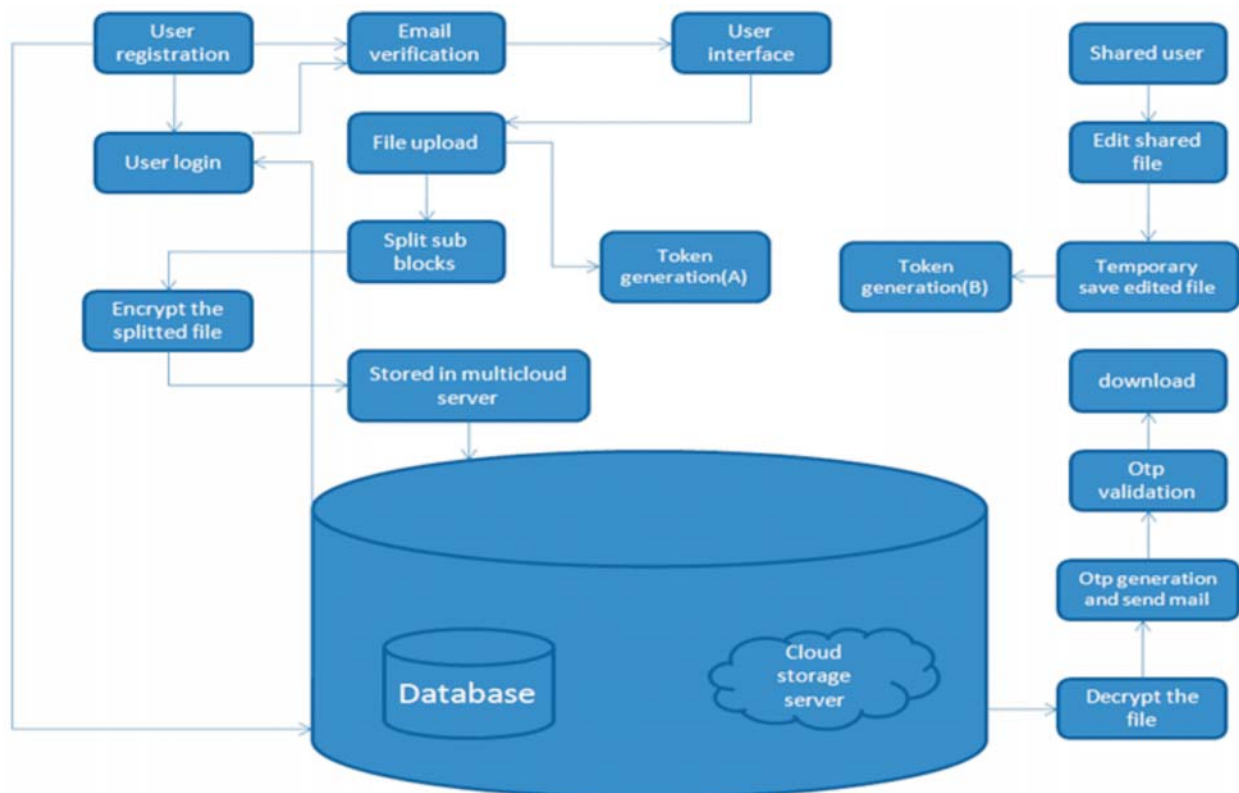 User
registration
Email
verification
User
interface
Shared user
User login
File upload
Edit shared
file
Split sub
blocks
Token
generation(A)
Token
generation(B)
Temporary
save edited file
Encrypt the
splitted file
Stored in multicloud
server
download
Otp
validation
Otp generation
and send mail
Database
Cloud
storage
server
Decrypt the
file